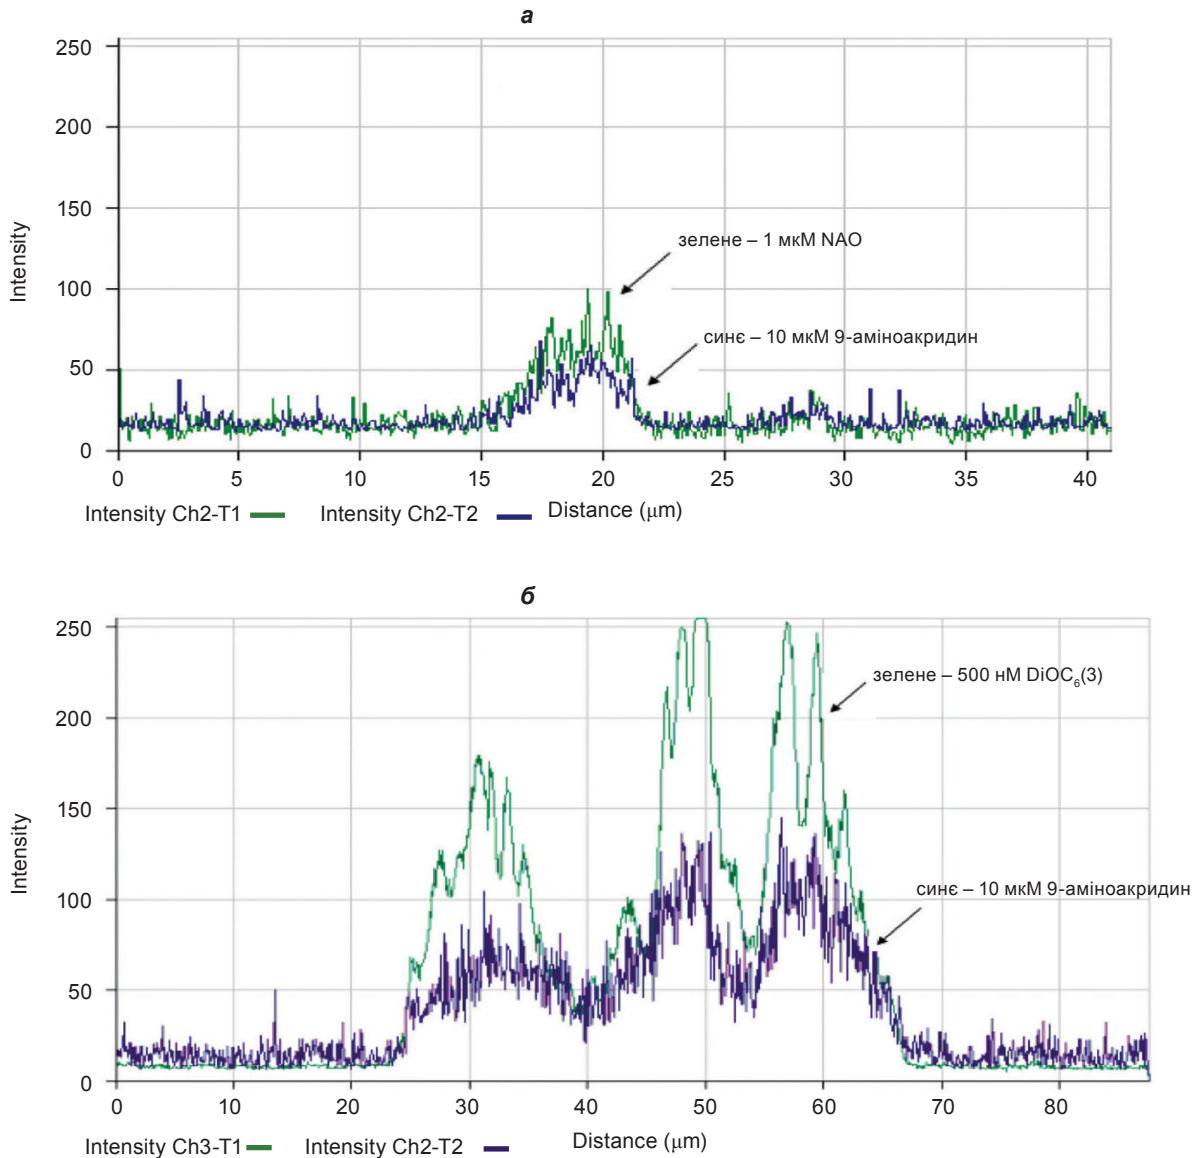 а
250
200
150
100
50
0
Intensity
зелене – 1 мкМ NAO
синє – 10 мкМ 9-аміноакридин
0 5 10 15 20 25 30 35 40
Intensity Ch2-T1 Intensity Ch2-T2 Distance (μm)
б
250
200
150
100
50
0
Intensity
зелене – 500 нМ DiOC₆(3)
синє – 10 мкМ 9-аміноакридин
0 10 20 30 40 50 60 70 80
Intensity Ch3-T1 Intensity Ch2-T2 Distance (μm)